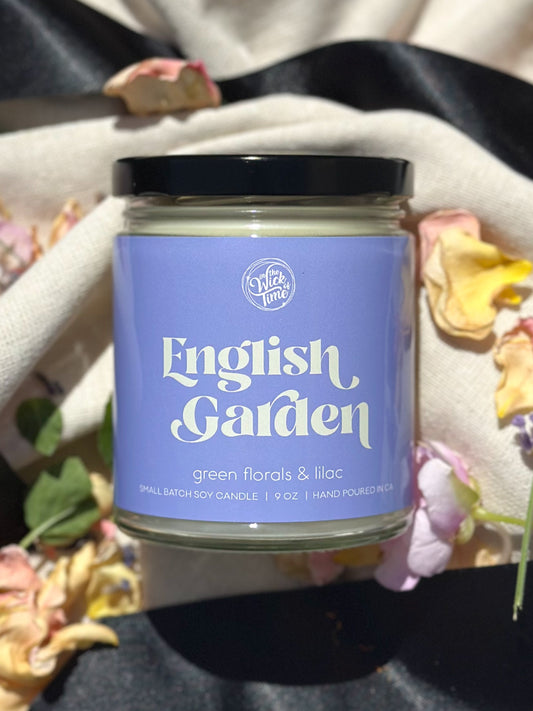 in the
Wick of
Time
English
Garden
green florals & lilac
SMALL BATCH SOY CANDLE | 9 OZ | HAND POURED IN CA